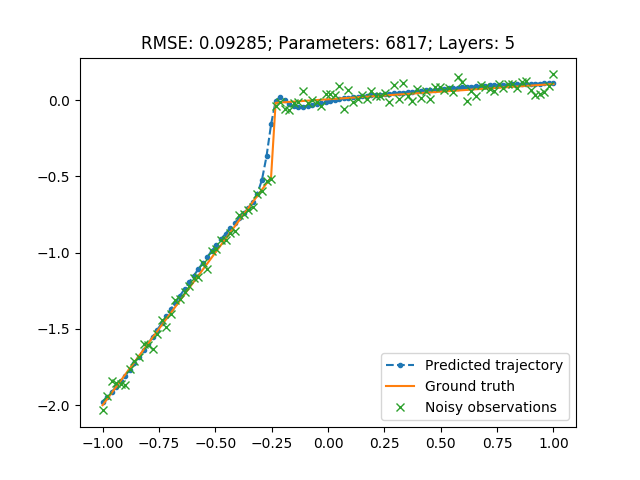 RMSE: 0.09285; Parameters: 6817; Layers: 5
0.0
−0.5
−1.0
−1.5
−2.0
Predicted trajectory
Ground truth
Noisy observations
−1.00 −0.75 −0.50 −0.25 0.00 0.25 0.50 0.75 1.00